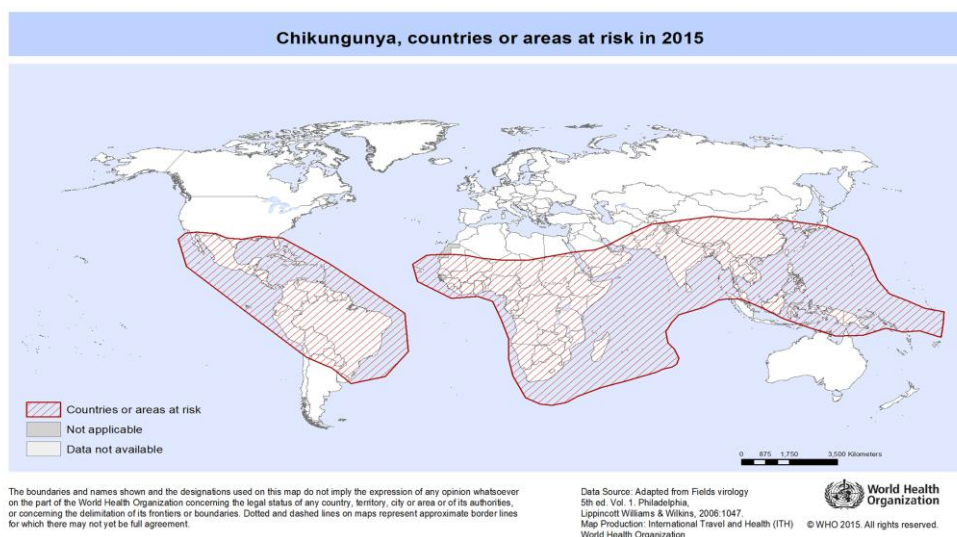 Chikungunya, countries or areas at risk in 2015
Countries or areas at risk
Not applicable
Data not available
0 875 1,750 3,500 Kilometers
The boundaries and names shown and the designations used on this map do not imply the expression of any opinion whatsoever
on the part of the World Health Organization concerning the legal status of any country, territory, city or area or of its authorities,
or concerning the delimitation of its frontiers or boundaries. Dotted and dashed lines on maps represent approximate border lines
for which there may not yet be full agreement.
Data Source: Adapted from Fields virology
5th ed. Vol. 1. Philadelphia,
Lippincott Williams & Wilkins, 2006:1047.
Map Production: International Travel and Health (ITH)
World Health Organization
World Health
Organization
© WHO 2015. All rights reserved.